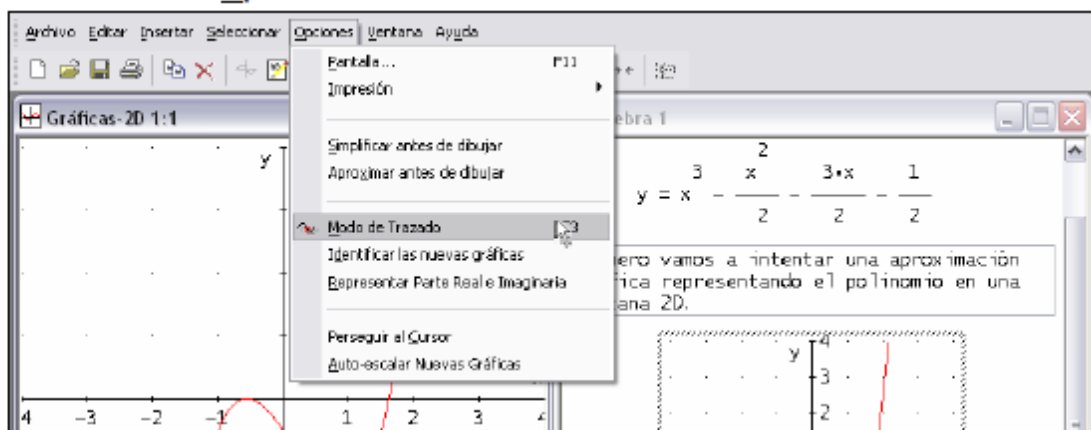 Archivo Editar Insertar Seleccionar Opciones Ventana Ayuda
Pantalla... F11
Impresión
Simplificar antes de dibujar
Aproximar antes de dibujar
Modo de Trazado
Identificar las nuevas gráficas
Representar Parte Real e Imaginaria
Perseguir al Cursor
Auto-escalar Nuevas Gráficas
Gráficas-2D 1:1
y
4 -3 -2 -1 1 2 3 4
ebra 1
3 x 2 3·x 1
y = x - - -
2 2 2
ero vamos a intentar una aproximación
fica representando el polinomio en una
ana 2D.
y 4
3
2